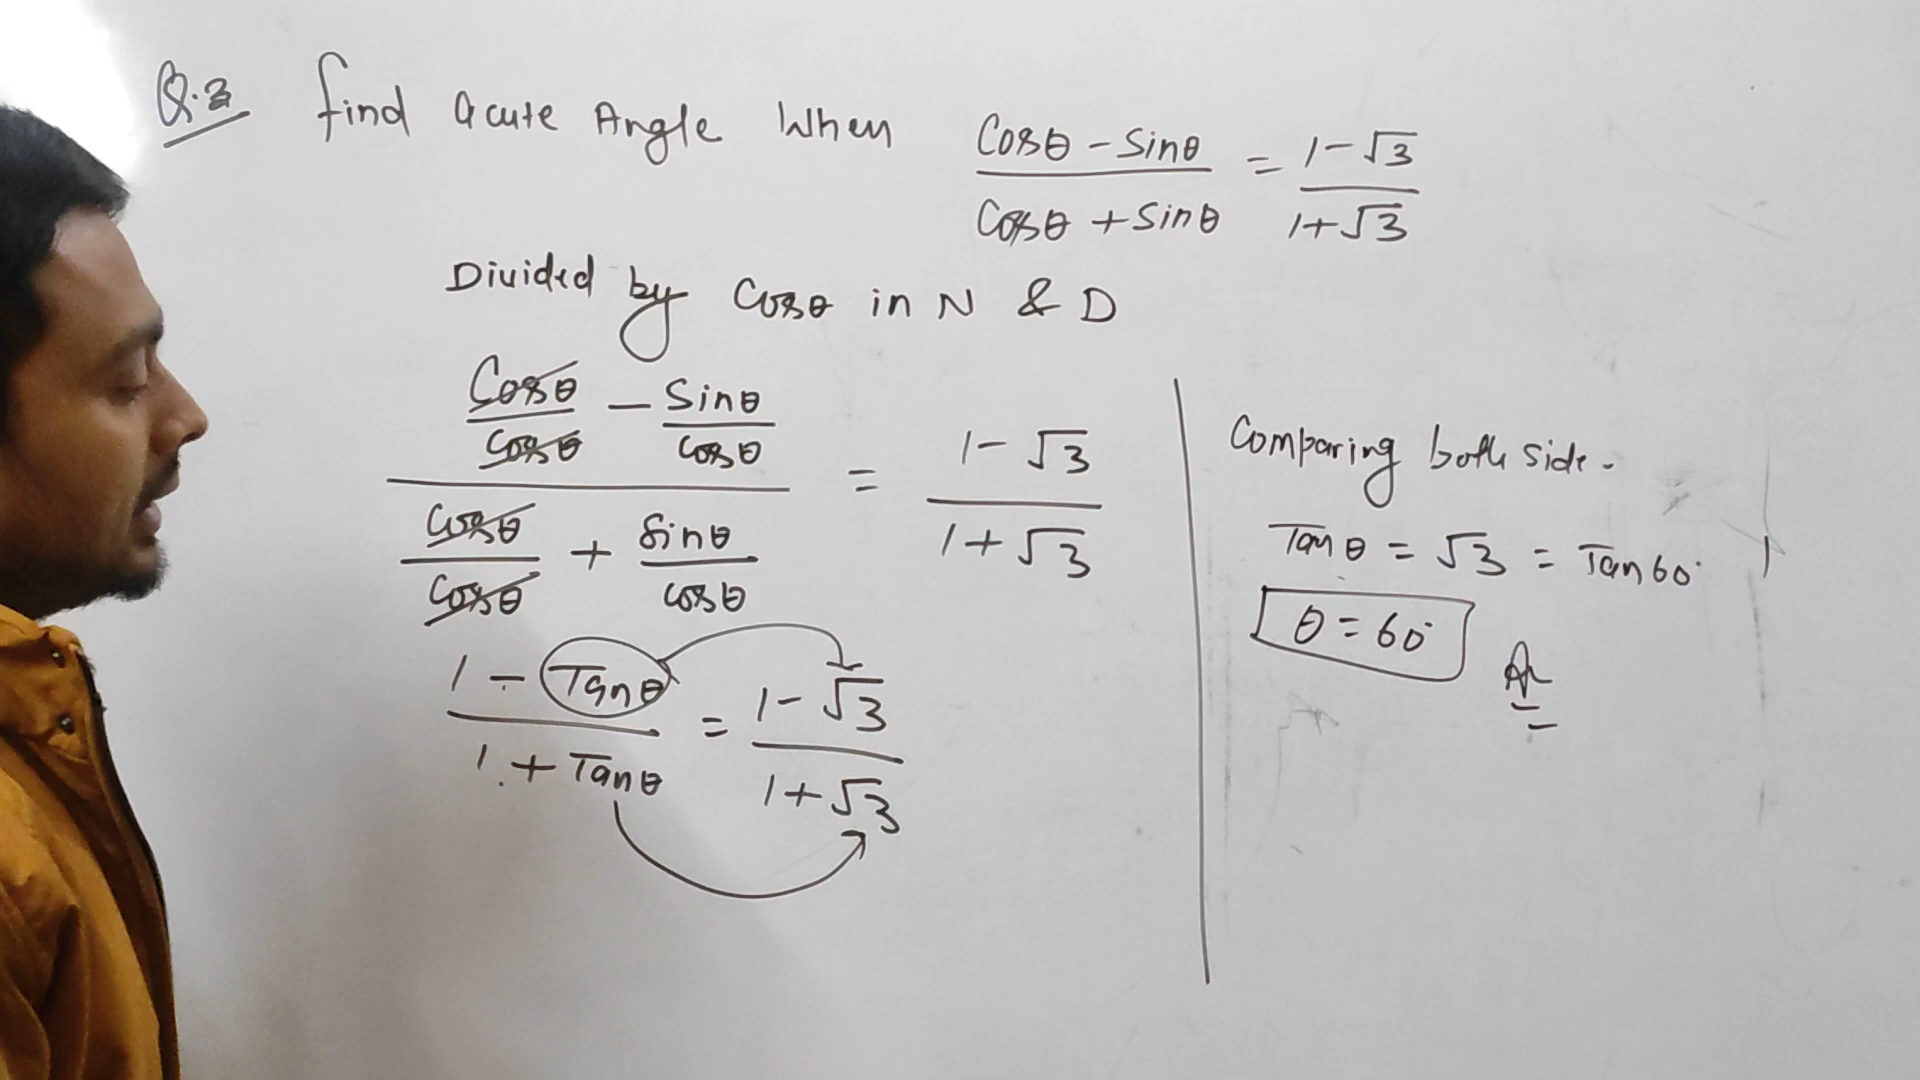 Q.3 find acute Angle When (Cosθ - Sinθ)/(Cosθ + Sinθ) = (1-√3)/(1+√3)
Divided by Cosθ in N & D
(Cosθ/Cosθ - Sinθ/Cosθ)/(Cosθ/Cosθ + Sinθ/Cosθ) = (1-√3)/(1+√3)
(1 - Tanθ)/(1 + Tanθ) = (1-√3)/(1+√3)
Comparing both side.
Tanθ = √3 = Tan60°
θ = 60°